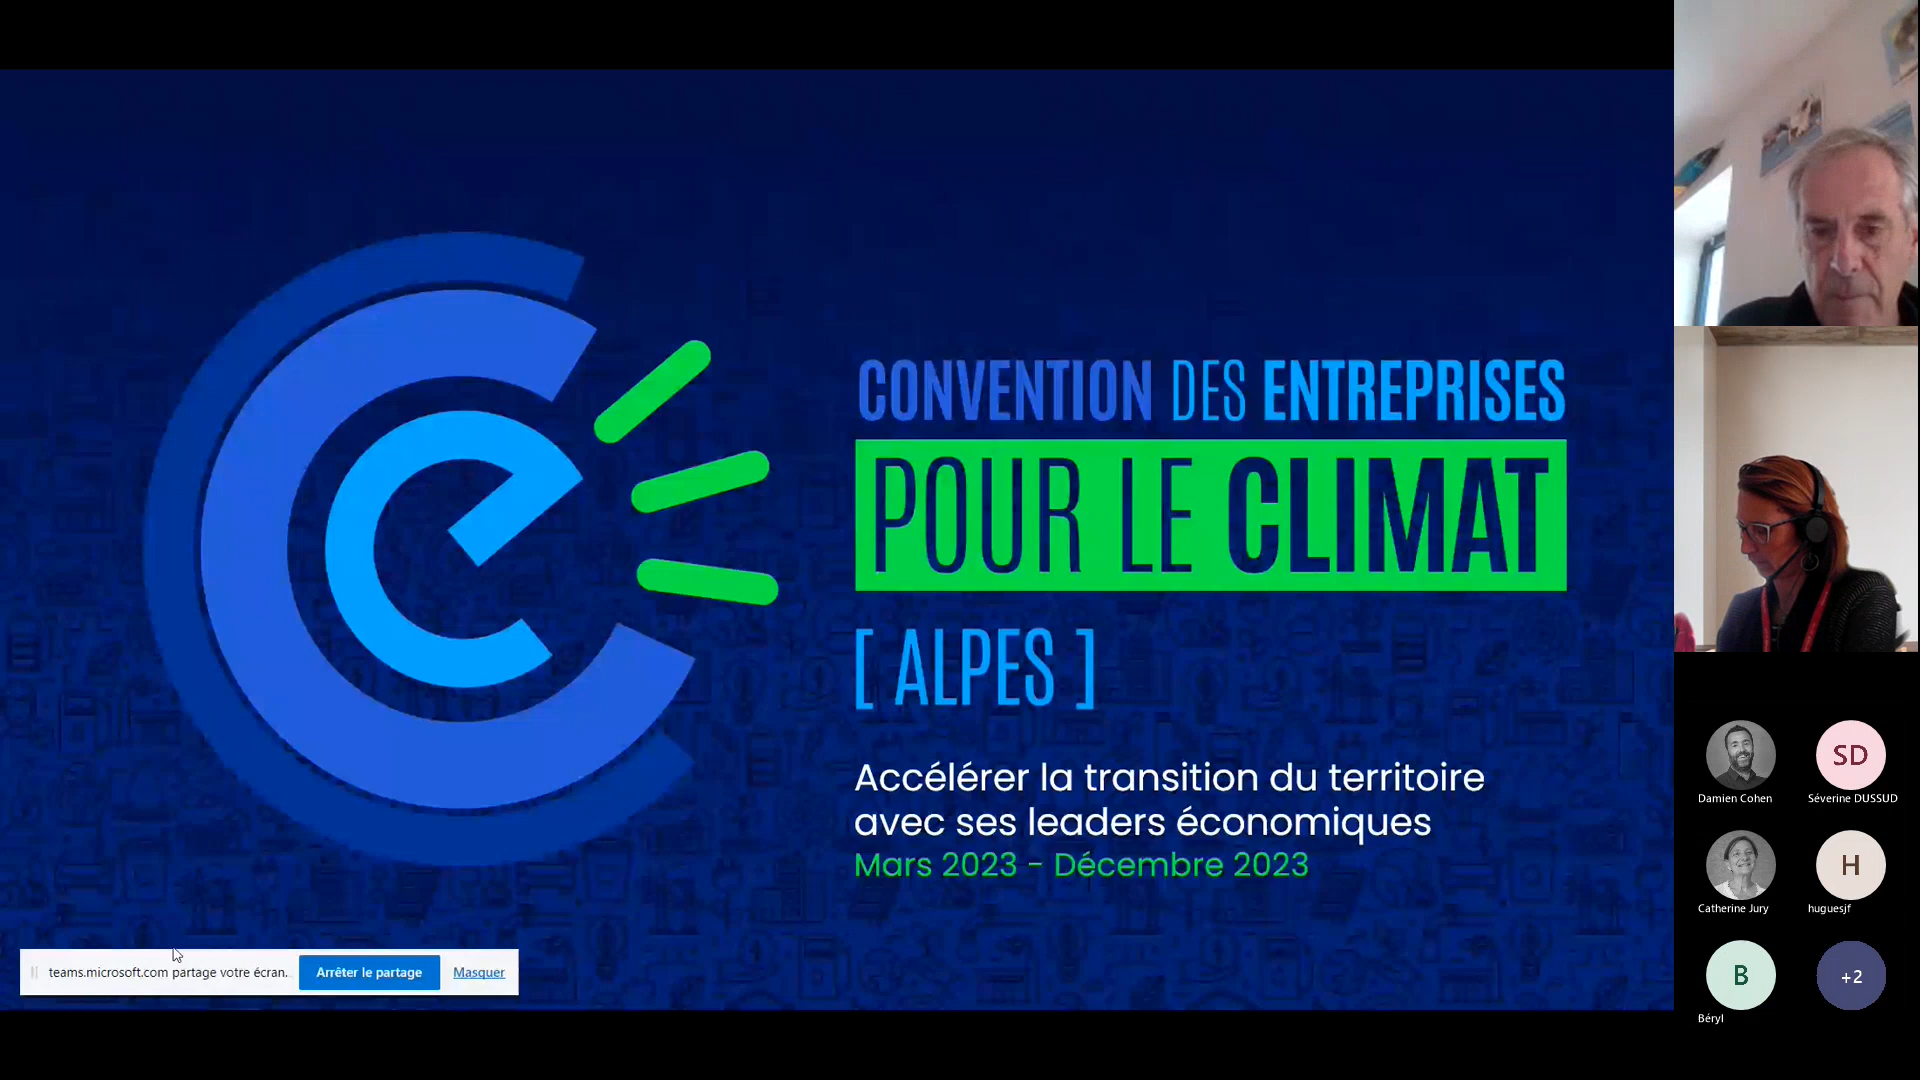 CONVENTION DES ENTREPRISES
POUR LE CLIMAT
[ ALPES ]
Accélérer la transition du territoire
avec ses leaders économiques
Mars 2023 - Décembre 2023
teams.microsoft.com partage votre écran...
Arrêter le partage
Masquer
Damien Cohen
SD
Séverine DUSSUD
Catherine Jury
H
huguesjf
B
Béryl
+2